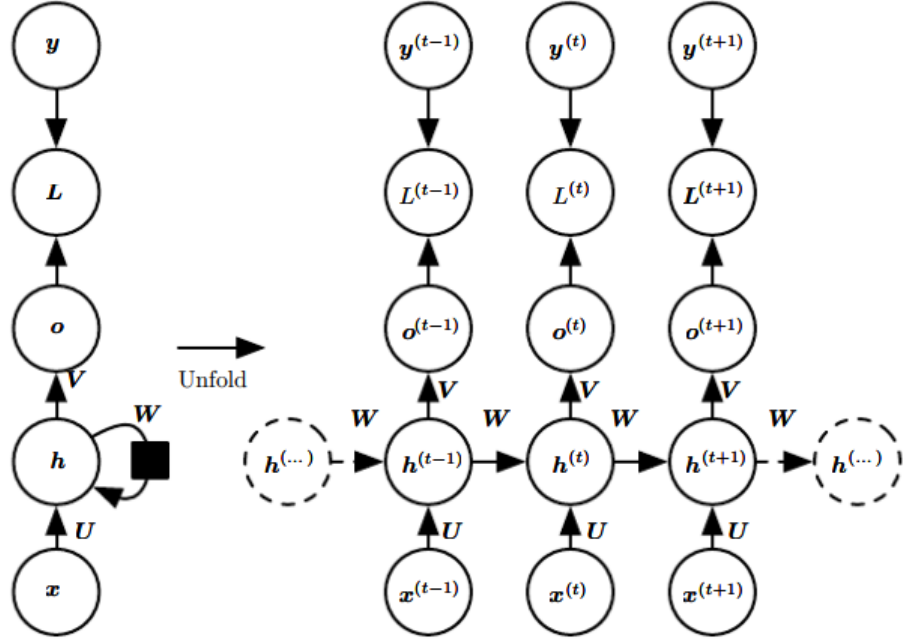 y y^{(t−1)} y^{(t)} y^{(t+1)}
L L^{(t−1)} L^{(t)} L^{(t+1)}
o o^{(t−1)} o^{(t)} o^{(t+1)}
Unfold
V V V V
W W W W W
h h^{(...)} h^{(t−1)} h^{(t)} h^{(t+1)} h^{(...)}
U U U U
x x^{(t−1)} x^{(t)} x^{(t+1)}